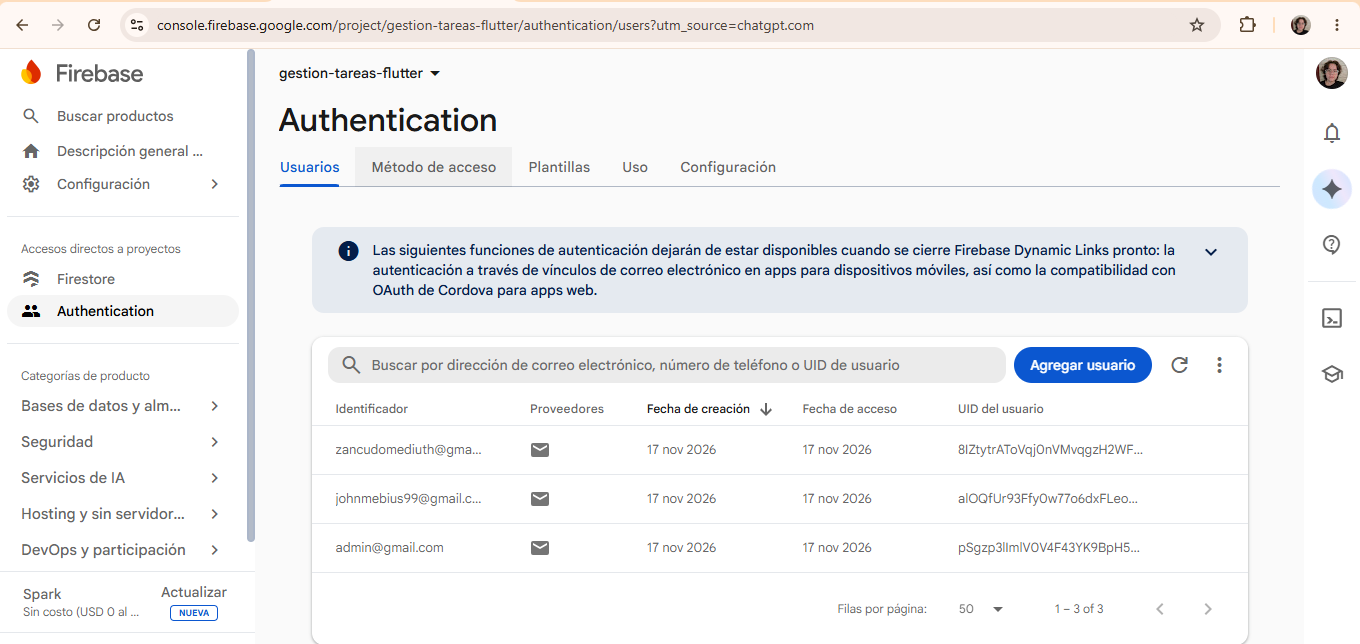 console.firebase.google.com/project/gestion-tareas-flutter/authentication/users?utm_source=chatgpt.com
Firebase
Buscar productos
Descripción general ...
Configuración
Accesos directos a proyectos
Firestore
Authentication
Categorías de producto
Bases de datos y alm...
Seguridad
Servicios de IA
Hosting y sin servidor...
DevOps y participación
Spark
Sin costo (USD 0 al ...
Actualizar
NUEVA
gestion-tareas-flutter
Authentication
Usuarios Método de acceso Plantillas Uso Configuración
Las siguientes funciones de autenticación dejarán de estar disponibles cuando se cierre Firebase Dynamic Links pronto: la
autenticación a través de vínculos de correo electrónico en apps para dispositivos móviles, así como la compatibilidad con
OAuth de Cordova para apps web.
Buscar por dirección de correo electrónico, número de teléfono o UID de usuario
Agregar usuario
Identificador Proveedores Fecha de creación Fecha de acceso UID del usuario
zancudomediuth@gma... 17 nov 2026 17 nov 2026 8IZtytrAToVqj0nVMvqgzH2WF...
johnmebius99@gmail.c... 17 nov 2026 17 nov 2026 alOQfUr93Ffy0w77o6dxFLeo...
admin@gmail.com 17 nov 2026 17 nov 2026 pSgzp3lImlV0V4F43YK9BpH5...
Filas por página: 50 1 – 3 of 3